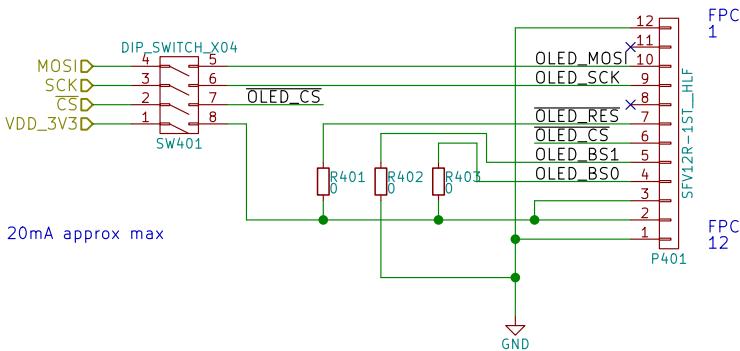 FPC
1
DIP_SWITCH_X04
12
11
10
9
8
7
6
5
4
3
2
1
MOSI
SCK
CS
VDD_3V3
4
3
2
1
5
6
7
8
SW401
OLED_MOSI
OLED_SCK
OLED_CS
OLED_RES
OLED_CS
OLED_BS1
OLED_BS0
R401
0
R402
0
R403
0
SFV12R-1ST__HLF
20mA approx max
FPC
12
P401
GND